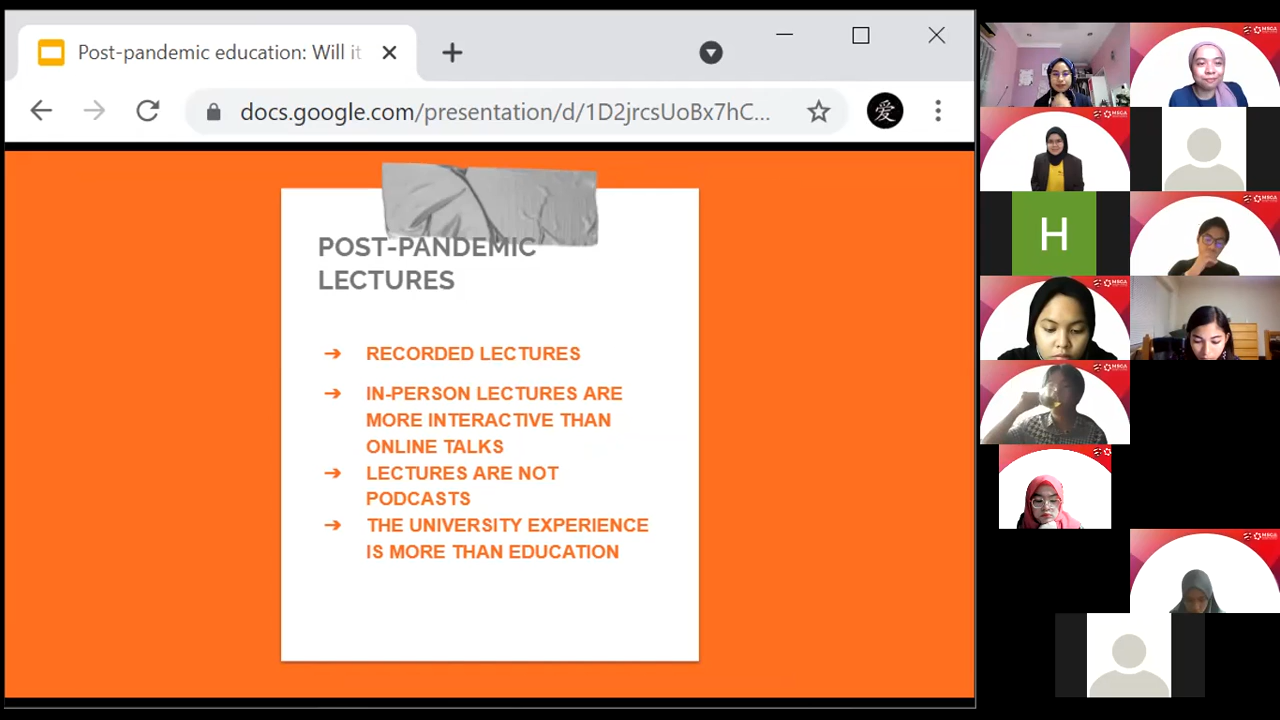 Post-pandemic education: Will it
docs.google.com/presentation/d/1D2jrcsUoBx7hC...
爱
POST-PANDEMIC
LECTURES
➔ RECORDED LECTURES
➔ IN-PERSON LECTURES ARE
MORE INTERACTIVE THAN
ONLINE TALKS
➔ LECTURES ARE NOT
PODCASTS
➔ THE UNIVERSITY EXPERIENCE
IS MORE THAN EDUCATION
H